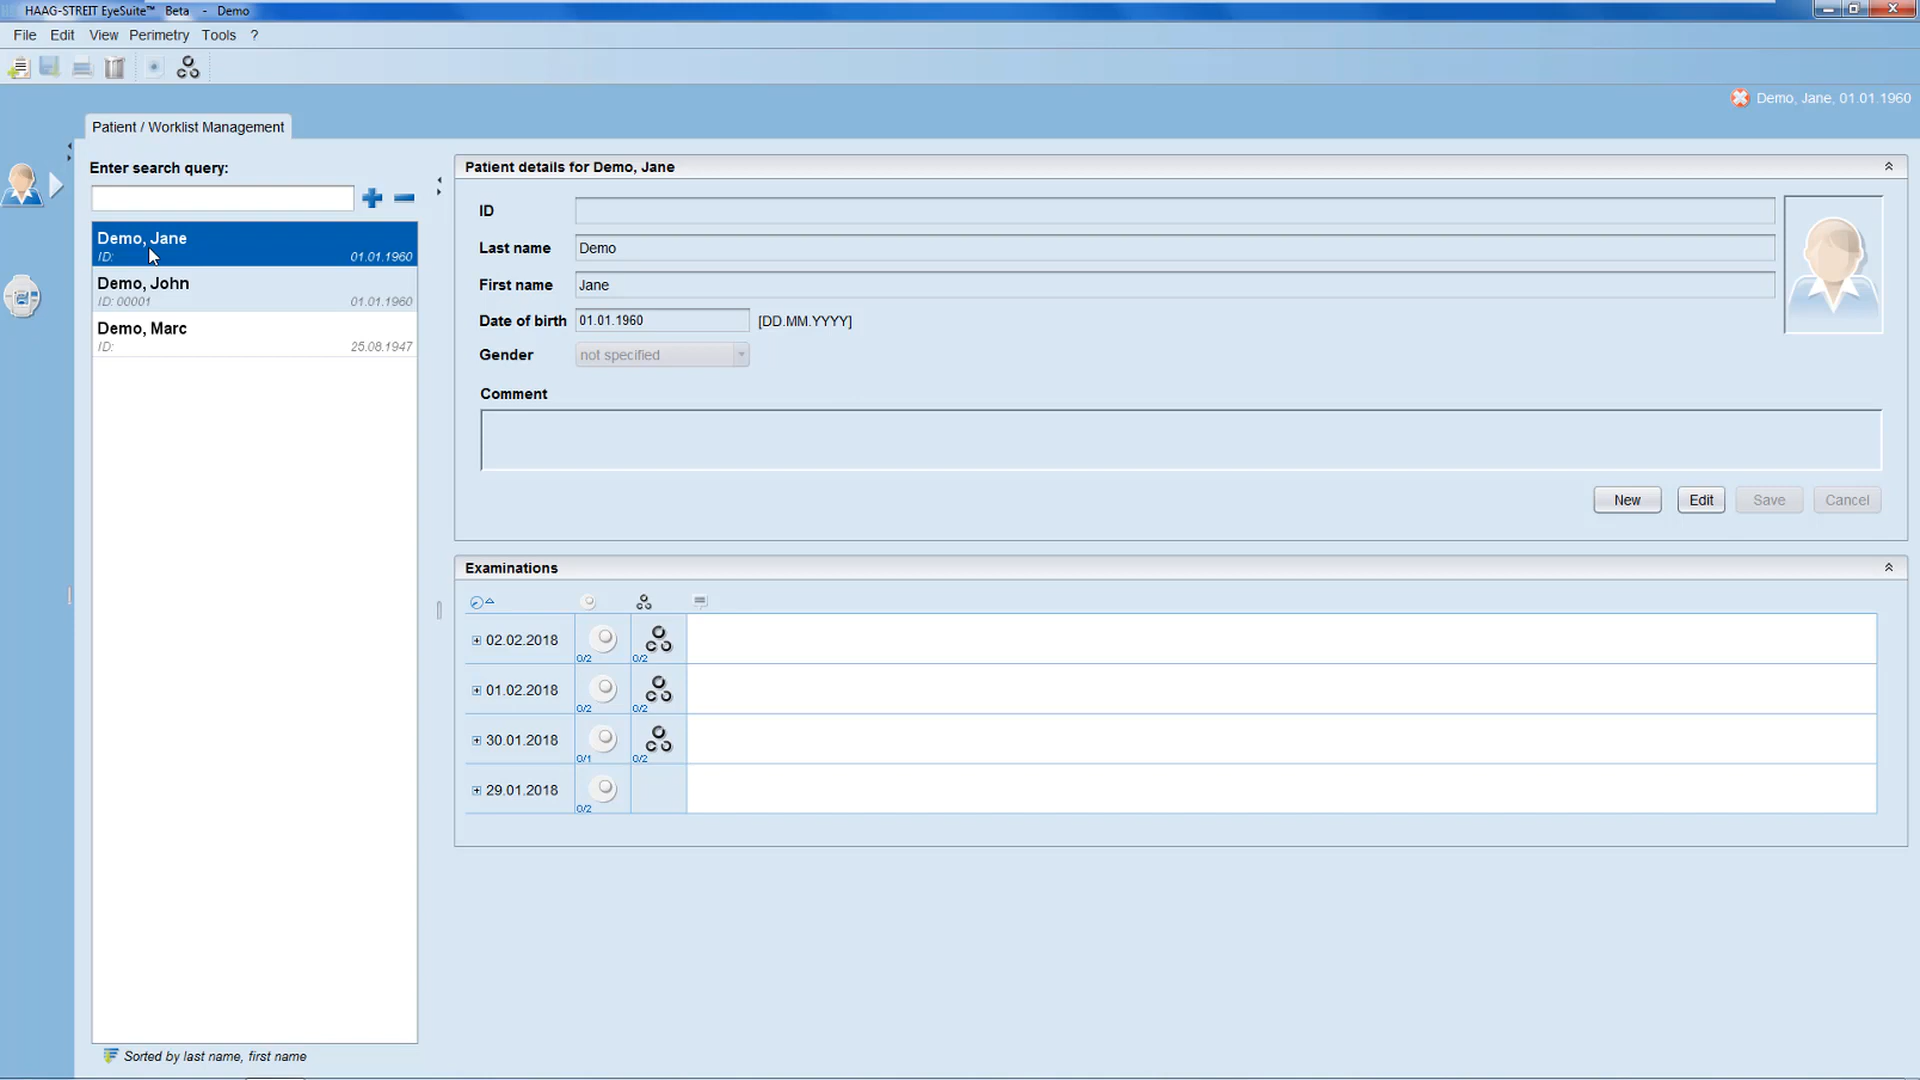 HAAG-STREIT EyeSuite™ Beta - Demo
File Edit View Perimetry Tools ?
Demo, Jane, 01.01.1960
Patient / Worklist Management
Enter search query:
Demo, Jane
ID: 01.01.1960
Demo, John
ID: 00001 01.01.1960
Demo, Marc
ID: 25.08.1947
Sorted by last name, first name
Patient details for Demo, Jane
ID
Last name Demo
First name Jane
Date of birth 01.01.1960 [DD.MM.YYYY]
Gender not specified
Comment
New Edit Save Cancel
Examinations
02.02.2018 0/2 0/2
01.02.2018 0/2 0/2
30.01.2018 0/1 0/2
29.01.2018 0/2